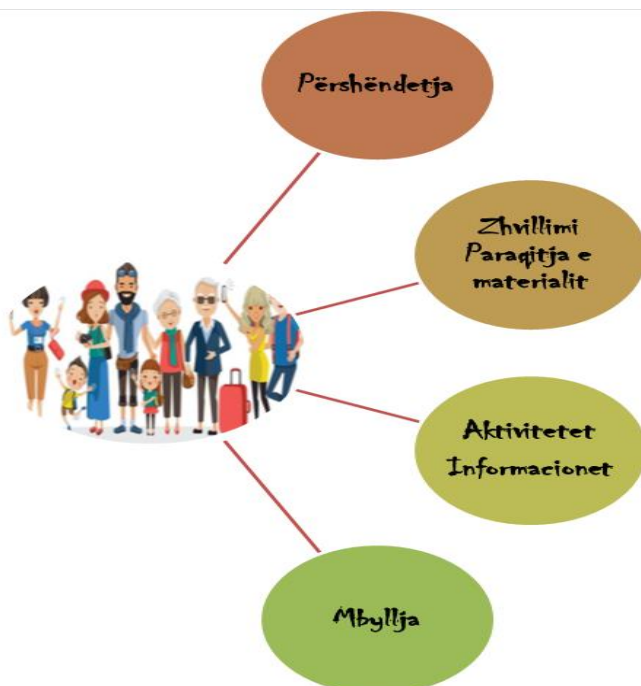 Përshëndetja
Zhvillimi
Paraqitja e
materialit
Aktivitetet
Informacionet
Mbyllja